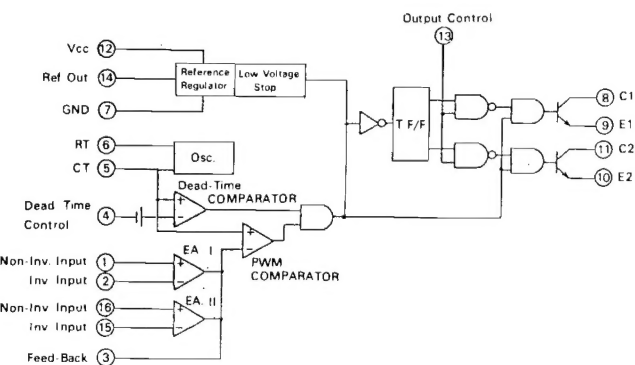 Output Control
13
Vcc 12
Ref Out 14
GND 7
Reference Regulator
Low Voltage Stop
RT 6
CT 5
Osc.
Dead-Time COMPARATOR
Dead Time Control 4
T F/F
8 C1
9 E1
11 C2
10 E2
PWM COMPARATOR
EA. I
Non-Inv. Input 1
Inv Input 2
EA. II
Non-Inv Input 16
Inv Input 15
Feed-Back 3
+
−
+
−
+
−
+
−